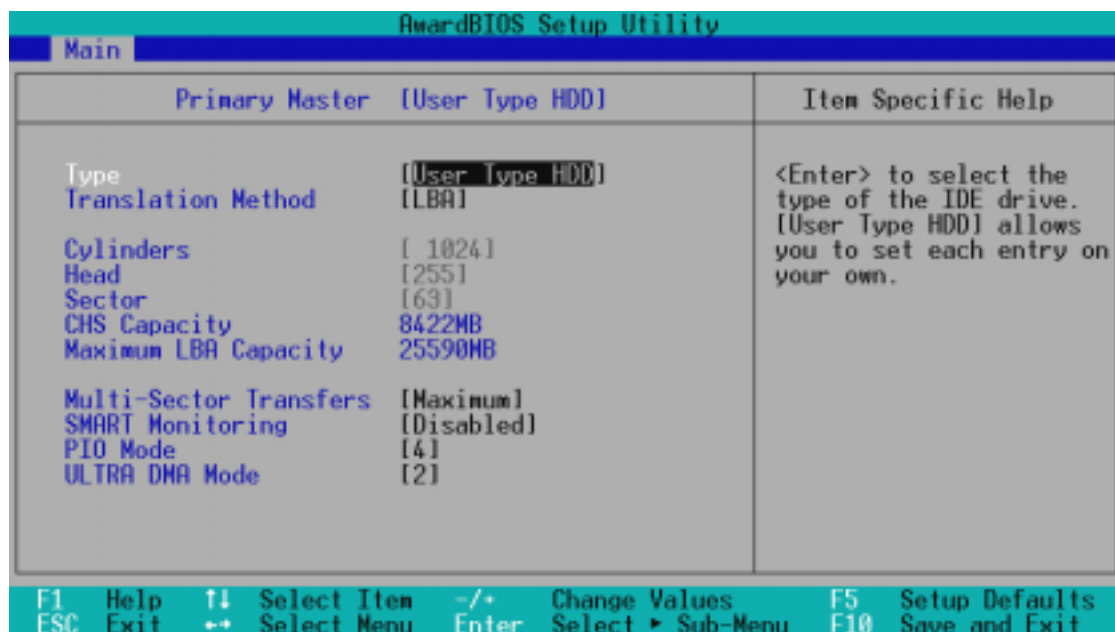 AwardBIOS Setup Utility
Main
Primary Master [User Type HDD]
Item Specific Help
Type [User Type HDD]
Translation Method [LBA]
Cylinders [ 1024]
Head [255]
Sector [63]
CHS Capacity 8422MB
Maximum LBA Capacity 25590MB
Multi-Sector Transfers [Maximum]
SMART Monitoring [Disabled]
PIO Mode [4]
ULTRA DMA Mode [2]
<Enter> to select the
type of the IDE drive.
[User Type HDD] allows
you to set each entry on
your own.
F1 Help ↑↓ Select Item -/+ Change Values F5 Setup Defaults
ESC Exit ←→ Select Menu Enter Select ▶ Sub-Menu F10 Save and Exit